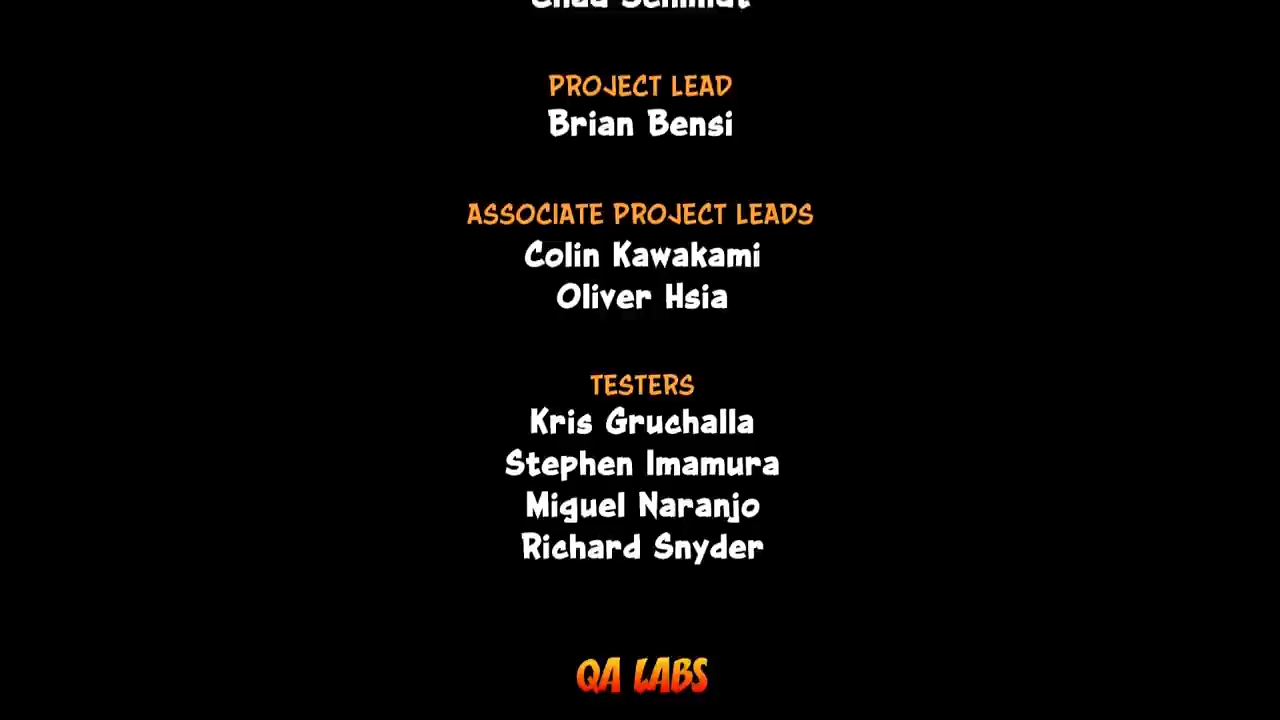 PROJECT LEAD
Brian Bensi
ASSOCIATE PROJECT LEADS
Colin Kawakami
Oliver Hsia
TESTERS
Kris Gruchalla
Stephen Imamura
Miguel Naranjo
Richard Snyder
QA LABS